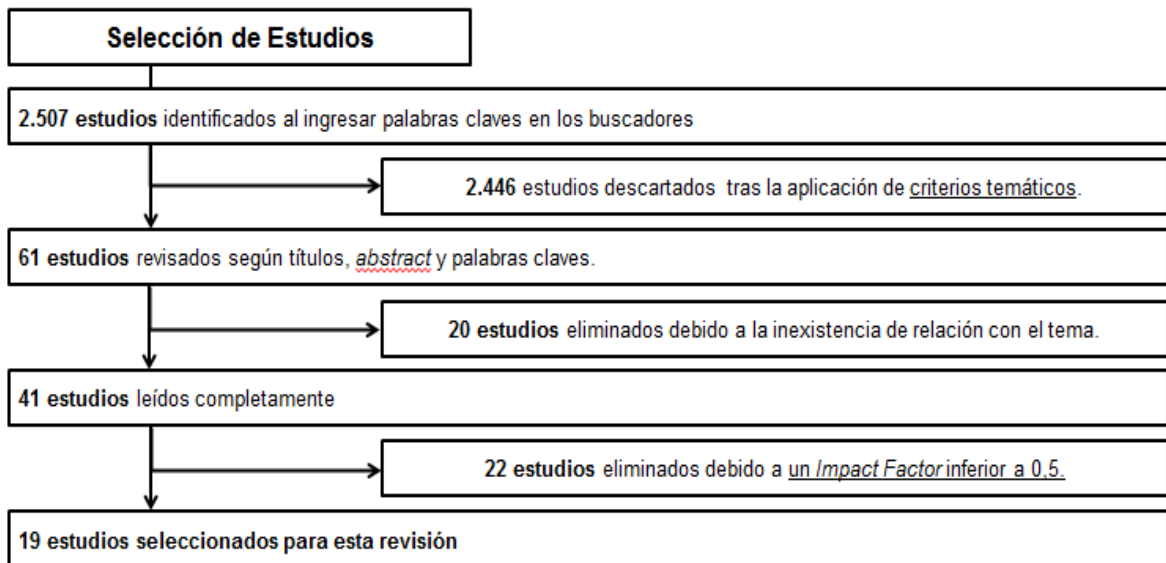 Selección de Estudios
2.507 estudios identificados al ingresar palabras claves en los buscadores
2.446 estudios descartados tras la aplicación de criterios temáticos.
61 estudios revisados según títulos, abstract y palabras claves.
20 estudios eliminados debido a la inexistencia de relación con el tema.
41 estudios leídos completamente
22 estudios eliminados debido a un Impact Factor inferior a 0,5.
19 estudios seleccionados para esta revisión